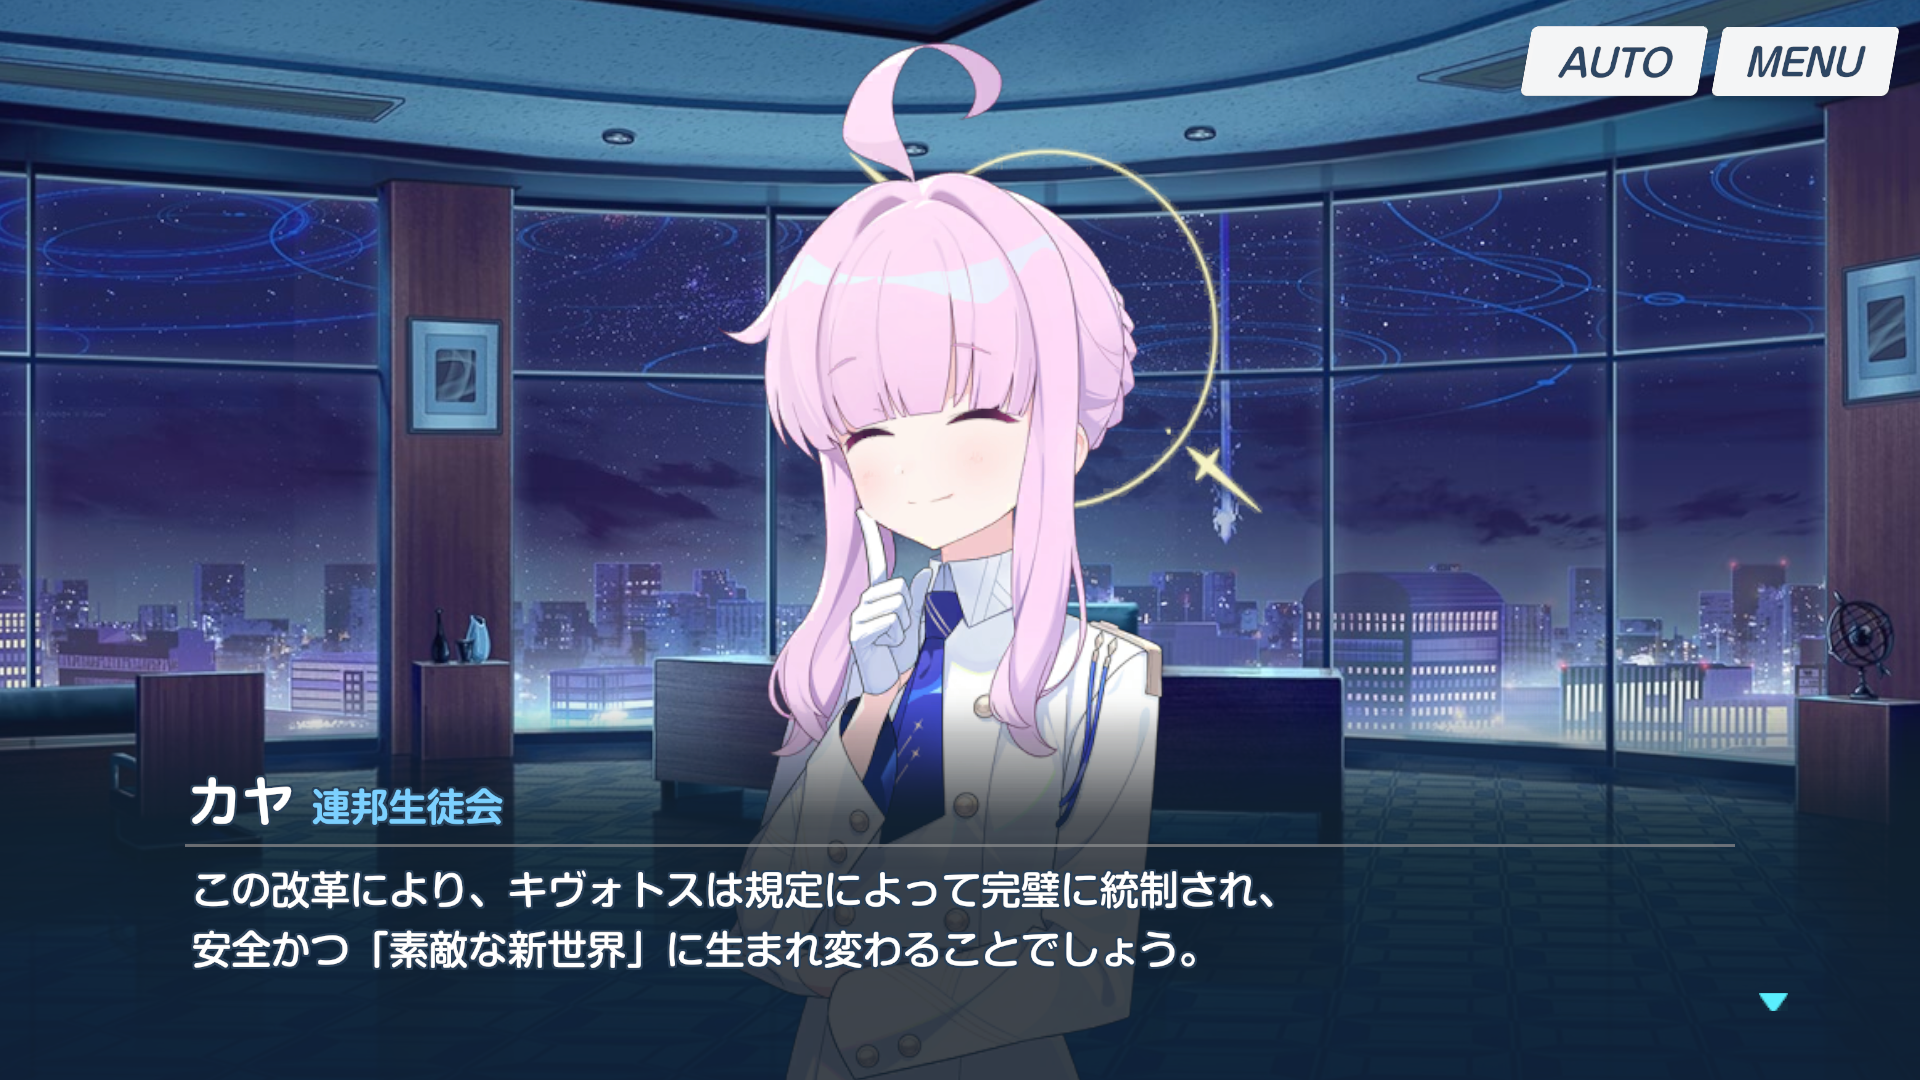 AUTO MENU
カヤ 連邦生徒会
この改革により、キヴォトスは規定によって完璧に統制され、
安全かつ「素敵な新世界」に生まれ変わることでしょう。